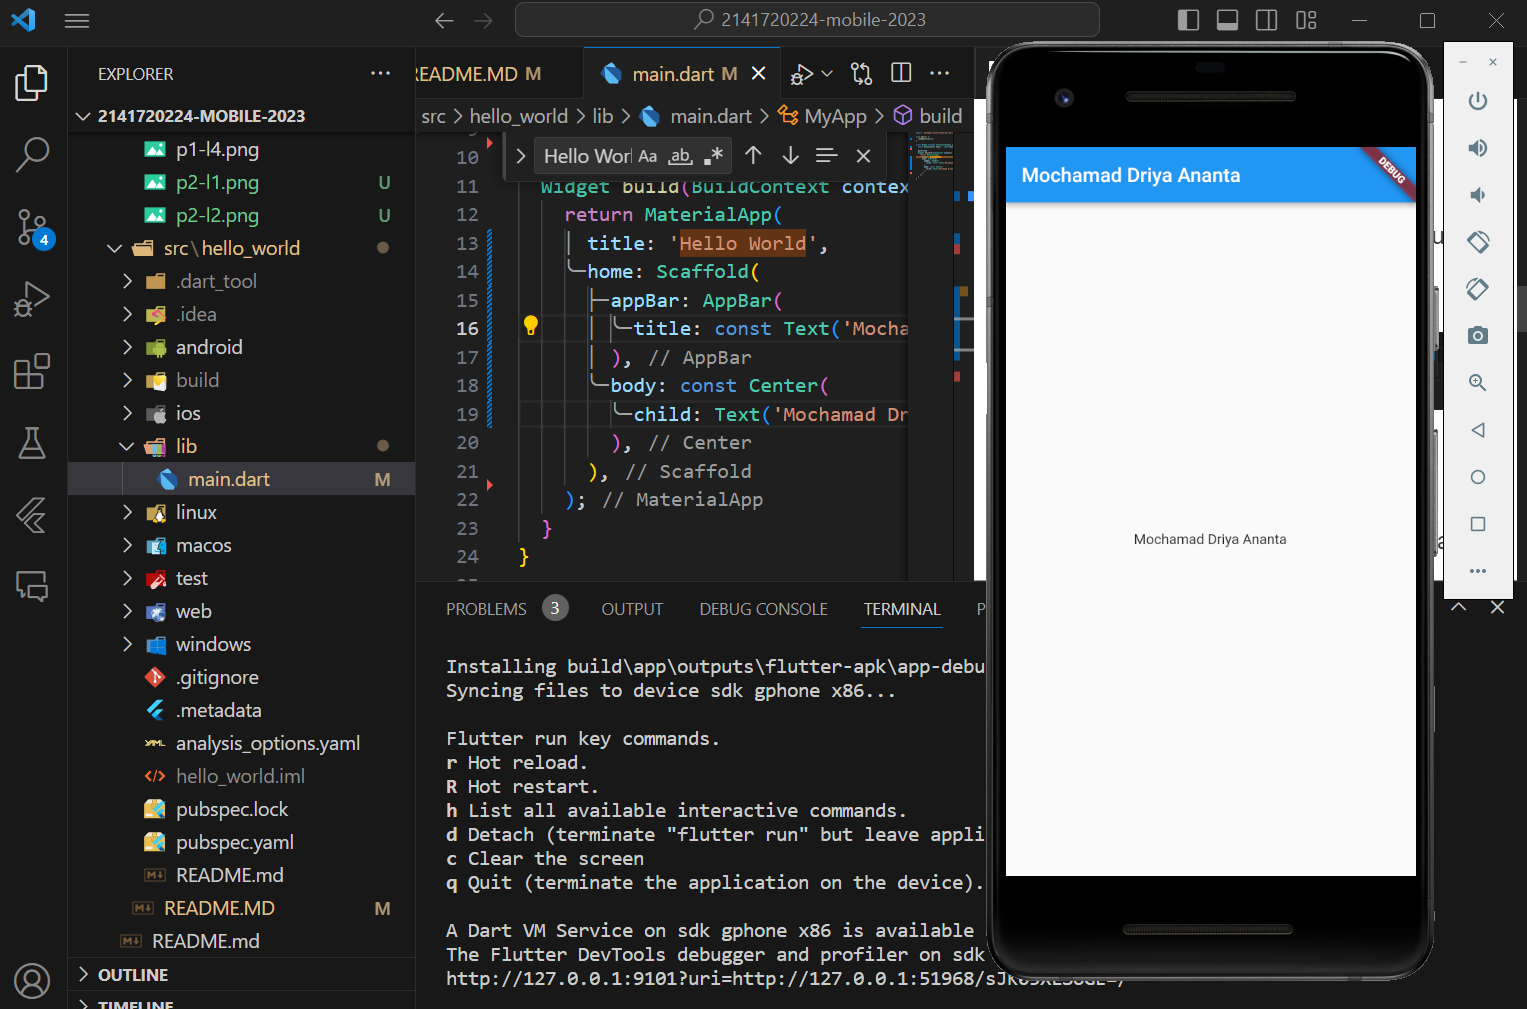 2141720224-mobile-2023
EXPLORER
2141720224-MOBILE-2023
p1-l4.png
p2-l1.png U
p2-l2.png U
src\hello_world
.dart_tool
.idea
android
build
ios
lib
main.dart M
linux
macos
test
web
windows
.gitignore
.metadata
analysis_options.yaml
hello_world.iml
pubspec.lock
pubspec.yaml
README.md
README.MD M
README.md
OUTLINE
TIMELINE
4
README.MD M
main.dart M
src > hello_world > lib > main.dart > MyApp > build
Hello Wor Aa ab .*
10
11 Widget build(BuildContext contex
12 return MaterialApp(
13 title: 'Hello World',
14 home: Scaffold(
15 appBar: AppBar(
16 title: const Text('Mocha
17 ), // AppBar
18 body: const Center(
19 child: Text('Mochamad Dr
20 ), // Center
21 ), // Scaffold
22 ); // MaterialApp
23 }
24 }
PROBLEMS 3 OUTPUT DEBUG CONSOLE TERMINAL P
Installing build\app\outputs\flutter-apk\app-debu
Syncing files to device sdk gphone x86...
Flutter run key commands.
r Hot reload.
R Hot restart.
h List all available interactive commands.
d Detach (terminate "flutter run" but leave appli
c Clear the screen
q Quit (terminate the application on the device).
A Dart VM Service on sdk gphone x86 is available
The Flutter DevTools debugger and profiler on sdk
http://127.0.0.1:9101?uri=http://127.0.0.1:51968/
Mochamad Driya Ananta
DEBUG
Mochamad Driya Ananta